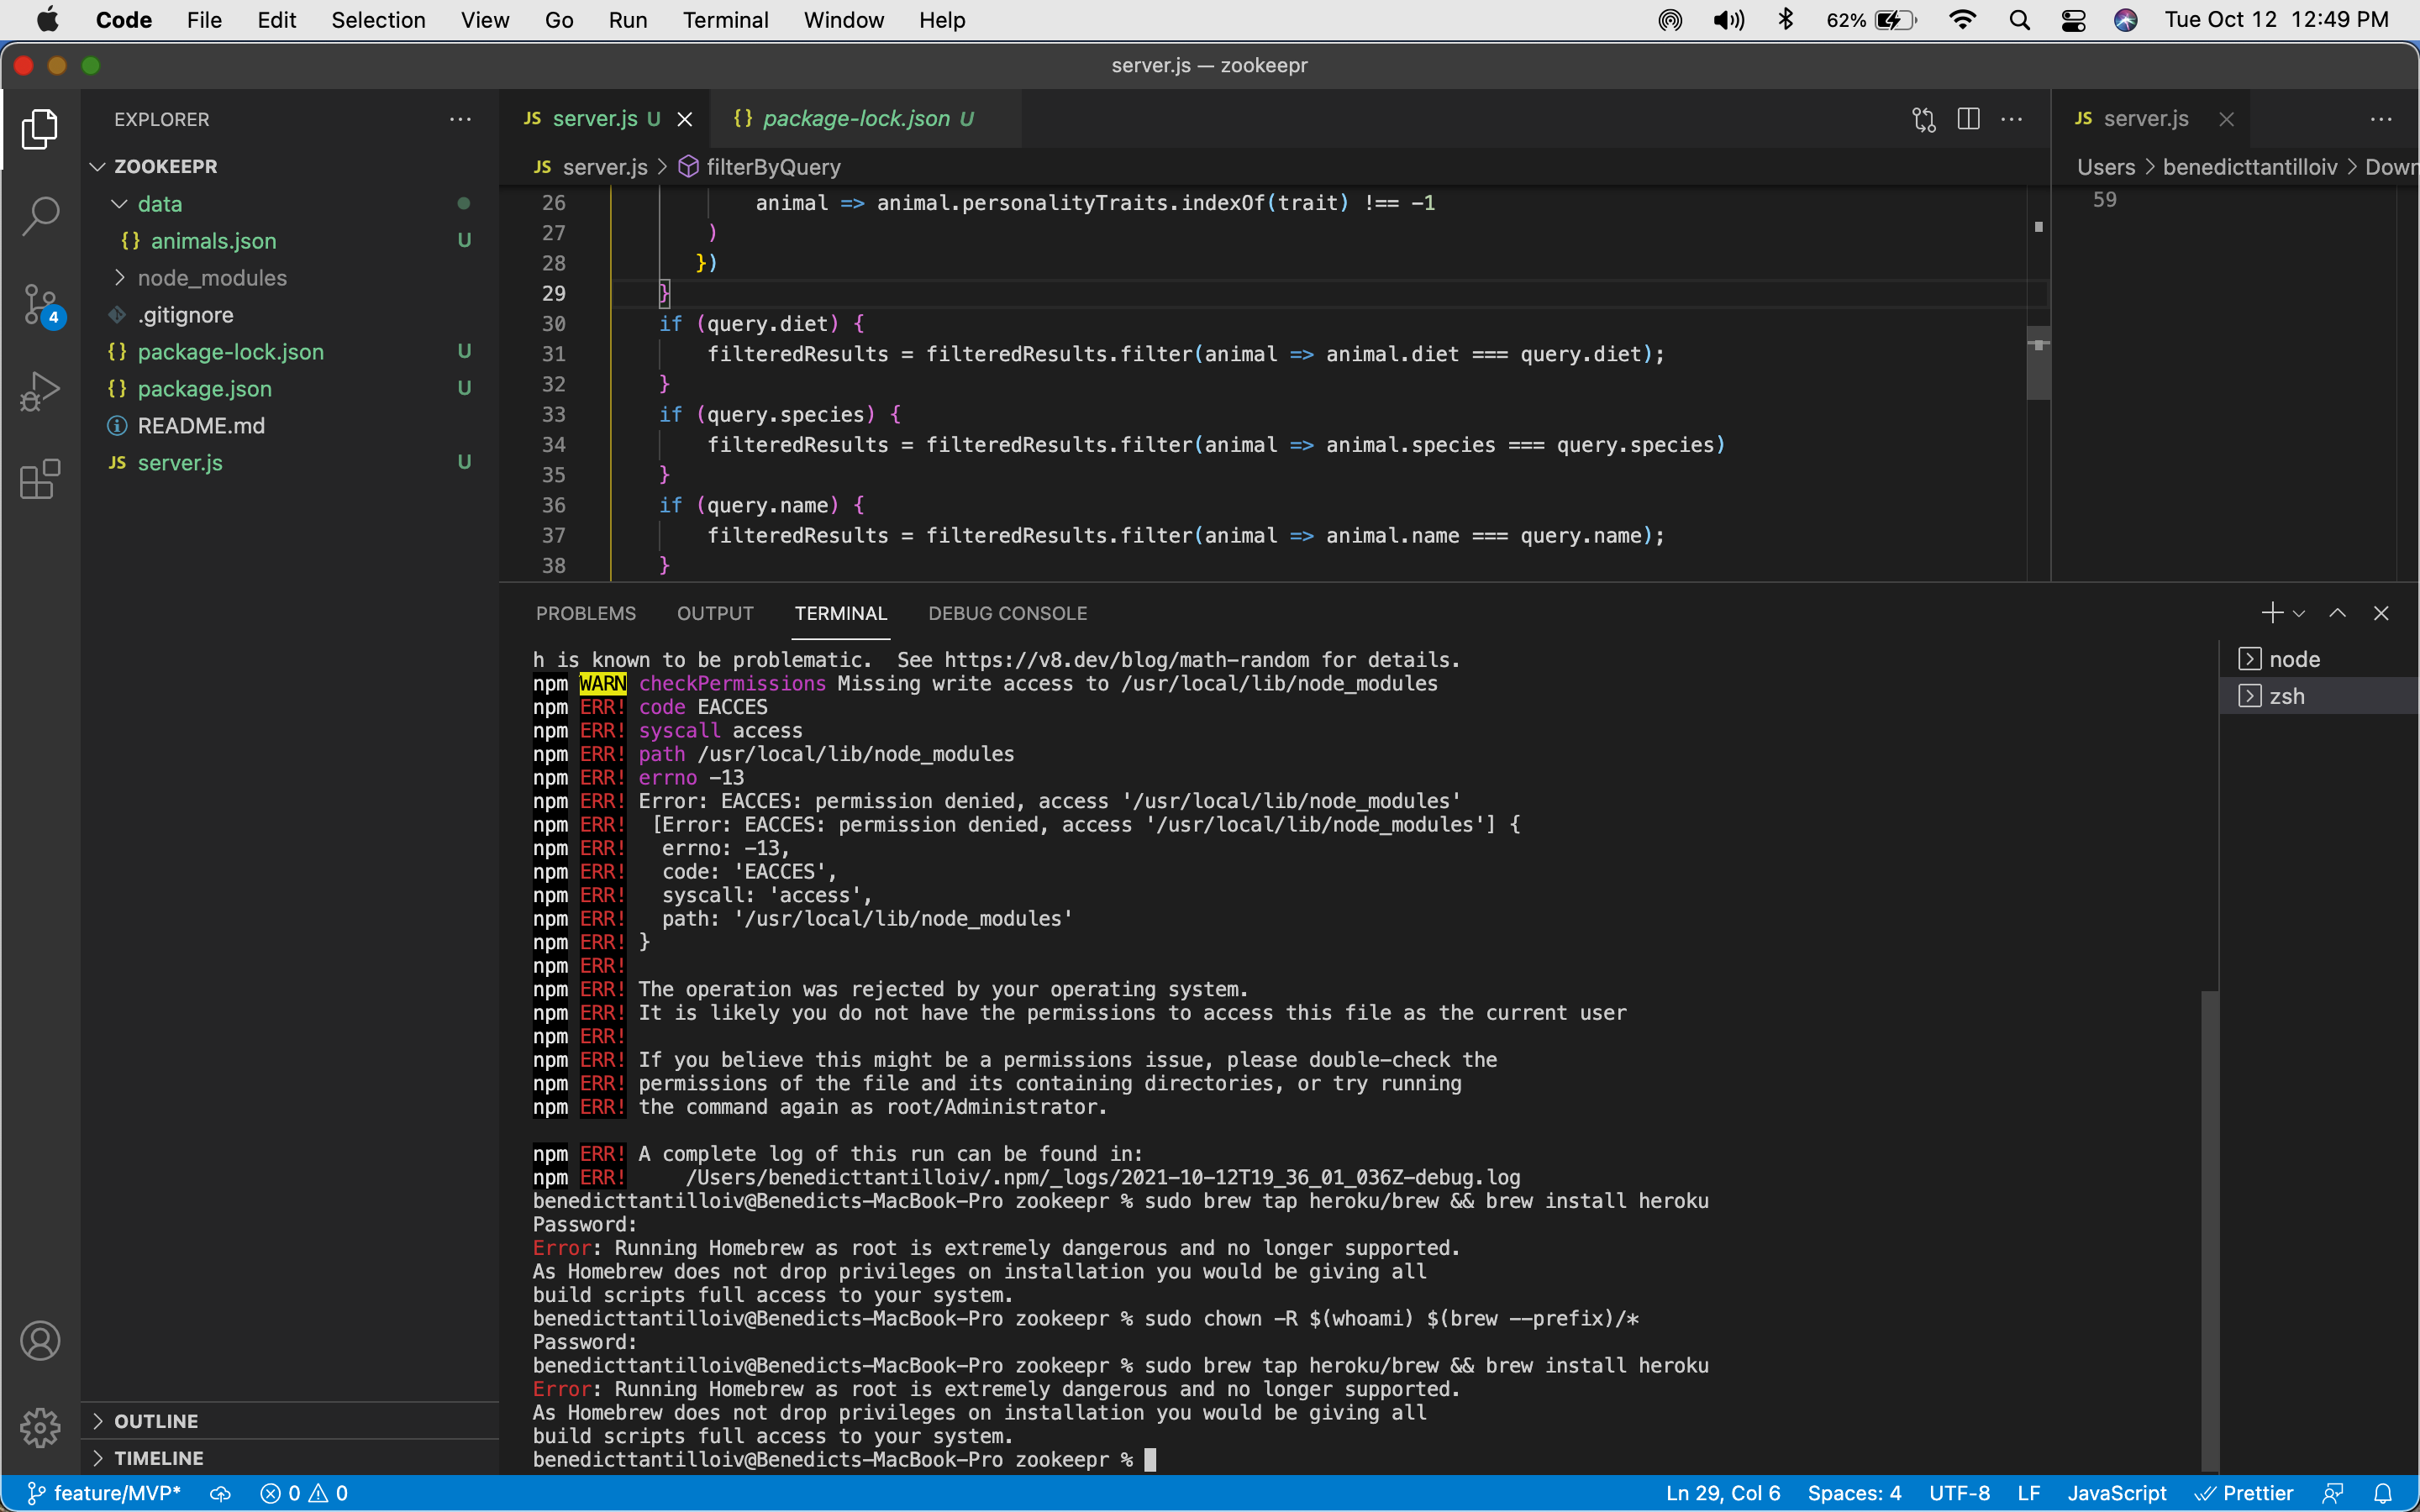 Code File Edit Selection View Go Run Terminal Window Help 62% Tue Oct 12 12:49 PM
server.js — zookeepr
EXPLORER
ZOOKEEPR
data
{} animals.json U
node_modules
.gitignore
{} package-lock.json U
{} package.json U
README.md
JS server.js U
4
OUTLINE
TIMELINE
JS server.js U {} package-lock.json U
JS server.js > filterByQuery
26 animal => animal.personalityTraits.indexOf(trait) !== -1
27 )
28 })
29 }
30 if (query.diet) {
31 filteredResults = filteredResults.filter(animal => animal.diet === query.diet);
32 }
33 if (query.species) {
34 filteredResults = filteredResults.filter(animal => animal.species === query.species)
35 }
36 if (query.name) {
37 filteredResults = filteredResults.filter(animal => animal.name === query.name);
38 }
JS server.js
Users > benedicttantilloiv > Down
59
PROBLEMS OUTPUT TERMINAL DEBUG CONSOLE
h is known to be problematic.  See https://v8.dev/blog/math-random for details.
npm WARN checkPermissions Missing write access to /usr/local/lib/node_modules
npm ERR! code EACCES
npm ERR! syscall access
npm ERR! path /usr/local/lib/node_modules
npm ERR! errno -13
npm ERR! Error: EACCES: permission denied, access '/usr/local/lib/node_modules'
npm ERR!  [Error: EACCES: permission denied, access '/usr/local/lib/node_modules'] {
npm ERR!   errno: -13,
npm ERR!   code: 'EACCES',
npm ERR!   syscall: 'access',
npm ERR!   path: '/usr/local/lib/node_modules'
npm ERR! }
npm ERR!
npm ERR! The operation was rejected by your operating system.
npm ERR! It is likely you do not have the permissions to access this file as the current user
npm ERR!
npm ERR! If you believe this might be a permissions issue, please double-check the
npm ERR! permissions of the file and its containing directories, or try running
npm ERR! the command again as root/Administrator.
npm ERR! A complete log of this run can be found in:
npm ERR!     /Users/benedicttantilloiv/.npm/_logs/2021-10-12T19_36_01_036Z-debug.log
benedicttantilloiv@Benedicts-MacBook-Pro zookeepr % sudo brew tap heroku/brew && brew install heroku
Password:
Error: Running Homebrew as root is extremely dangerous and no longer supported.
As Homebrew does not drop privileges on installation you would be giving all
build scripts full access to your system.
benedicttantilloiv@Benedicts-MacBook-Pro zookeepr % sudo chown -R $(whoami) $(brew --prefix)/*
Password:
benedicttantilloiv@Benedicts-MacBook-Pro zookeepr % sudo brew tap heroku/brew && brew install heroku
Error: Running Homebrew as root is extremely dangerous and no longer supported.
As Homebrew does not drop privileges on installation you would be giving all
build scripts full access to your system.
benedicttantilloiv@Benedicts-MacBook-Pro zookeepr %
node
zsh
feature/MVP* 0 0 Ln 29, Col 6 Spaces: 4 UTF-8 LF JavaScript Prettier